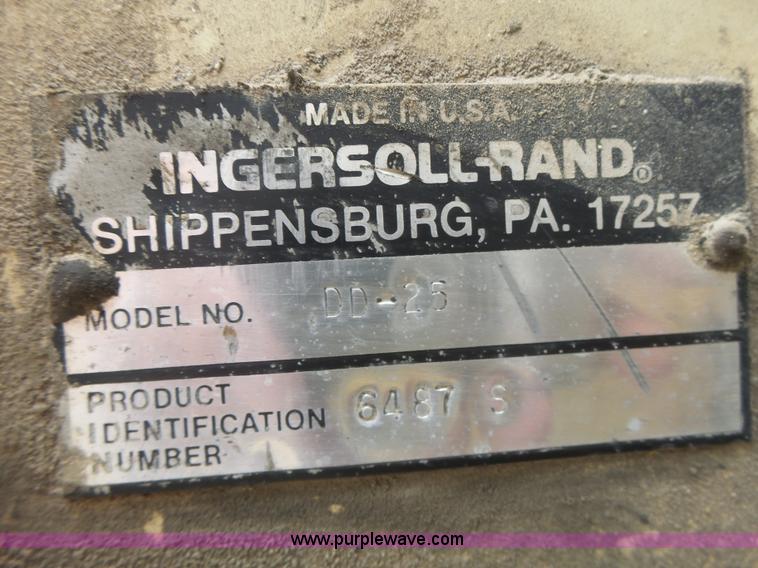 MADE IN U.S.A.
INGERSOLL-RAND®
SHIPPENSBURG, PA. 17257
MODEL NO. DD-25
PRODUCT
IDENTIFICATION 6487 S
NUMBER
www.purplewave.com